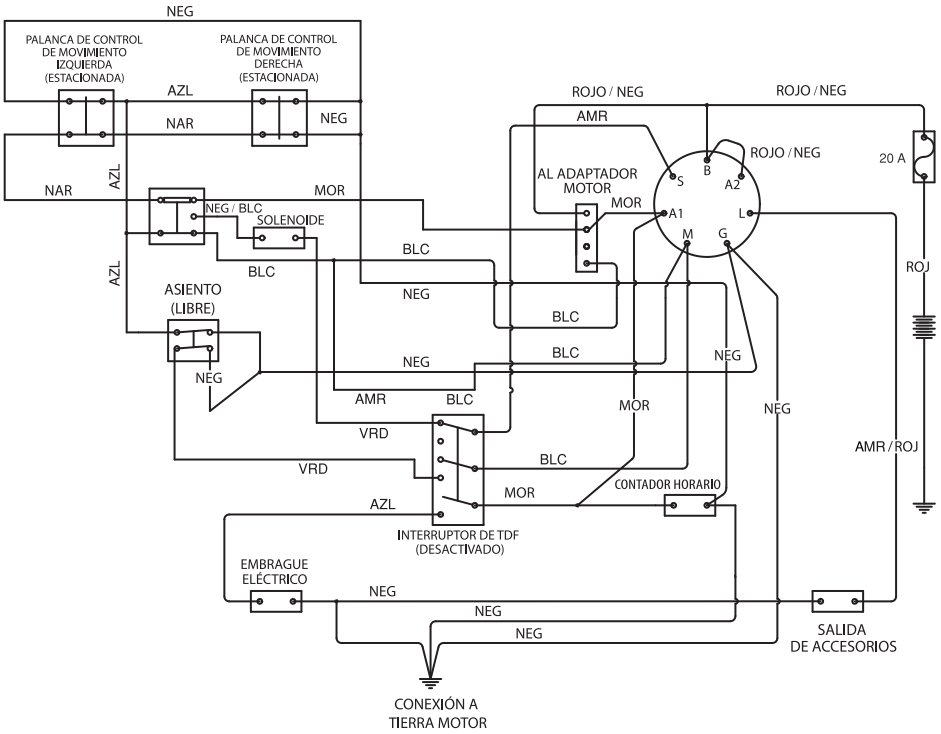 NEG
PALANCA DE CONTROL
DE MOVIMIENTO
IZQUIERDA
(ESTACIONADA)
PALANCA DE CONTROL
DE MOVIMIENTO
DERECHA
(ESTACIONADA)
AZL
NEG
NAR
ROJO / NEG
ROJO / NEG
AMR
B
ROJO / NEG
20 A
AZL
NAR
MOR
AL ADAPTADOR
MOTOR
S
A2
MOR
A1
L
NEG / BLC
SOLENOIDE
M
G
BLC
BLC
AZL
ROJ
ASIENTO
(LIBRE)
NEG
BLC
BLC
NEG
NEG
NEG
AMR
BLC
MOR
NEG
VRD
VRD
BLC
AMR / ROJ
MOR
CONTADOR HORARIO
AZL
INTERRUPTOR DE TDF
(DESACTIVADO)
EMBRAGUE
ELÉCTRICO
NEG
NEG
NEG
SALIDA
DE ACCESORIOS
CONEXIÓN A
TIERRA MOTOR